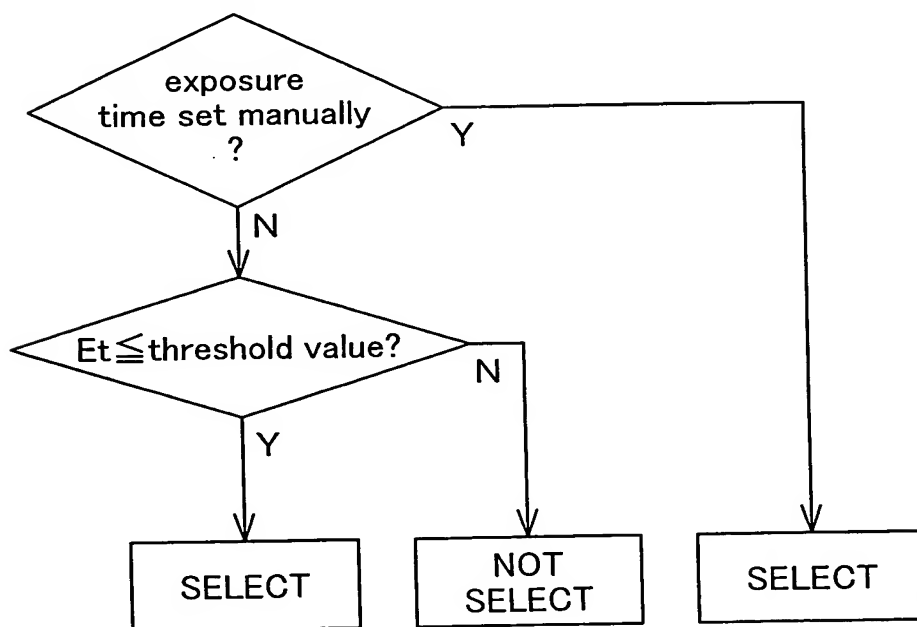 exposure
time set manually
?
Y
N
Et≦threshold value?
N
Y
SELECT
NOT
SELECT
SELECT